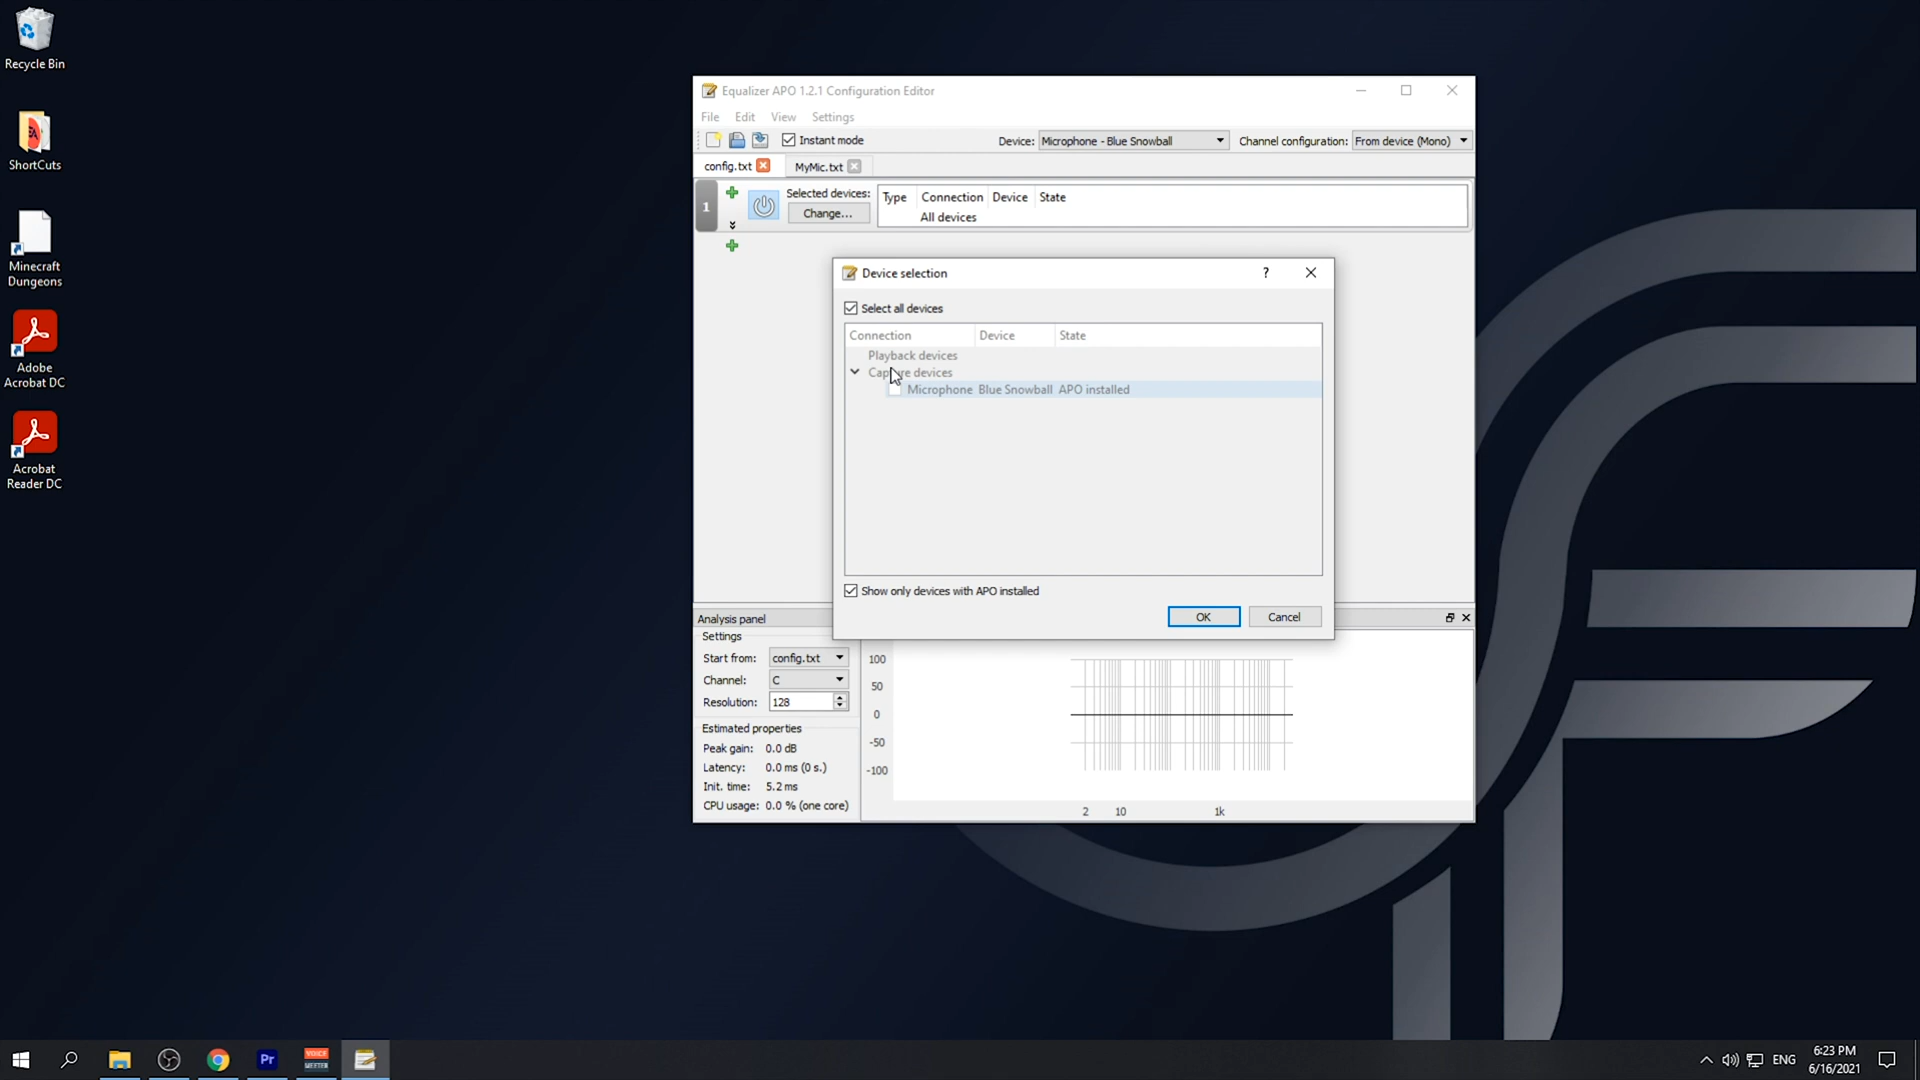 Recycle Bin
ShortCuts
Minecraft
Dungeons
Adobe
Acrobat DC
Acrobat
Reader DC
Equalizer APO 1.2.1 Configuration Editor
File Edit View Settings
Instant mode
Device: Microphone - Blue Snowball
Channel configuration: From device (Mono)
config.txt
MyMic.txt
1
Selected devices:
Change...
Type Connection Device State
All devices
Device selection
?
Select all devices
Connection Device State
Playback devices
Capture devices
Microphone Blue Snowball APO installed
Show only devices with APO installed
OK
Cancel
Analysis panel
Settings
Start from: config.txt
Channel: C
Resolution: 128
Estimated properties
Peak gain: 0.0 dB
Latency: 0.0 ms (0 s.)
Init. time: 5.2 ms
CPU usage: 0.0 % (one core)
100
50
0
-50
-100
2 10 1k
Pr
VOICE
MEETER
ENG
6:23 PM
6/16/2021